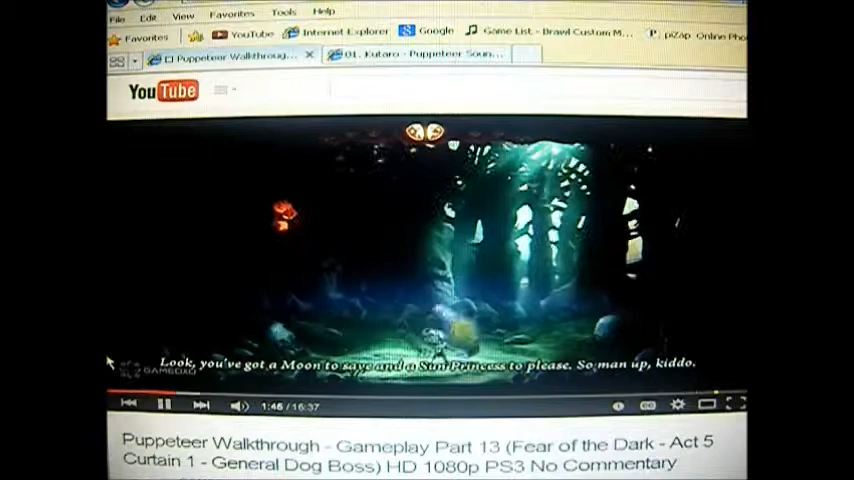 File Edit View Favorites Tools Help
Favorites YouTube Internet Explorer Google Game List - Brawl Custom M... piZap Online Pho
Puppeteer Walkthroug... 01. Kutaro - Puppeteer Soun...
YouTube
Look, you've got a Moon to save and a Sun Princess to please. So man up, kiddo.
1:46 / 16:37
Puppeteer Walkthrough - Gameplay Part 13 (Fear of the Dark - Act 5
Curtain 1 - General Dog Boss) HD 1080p PS3 No Commentary